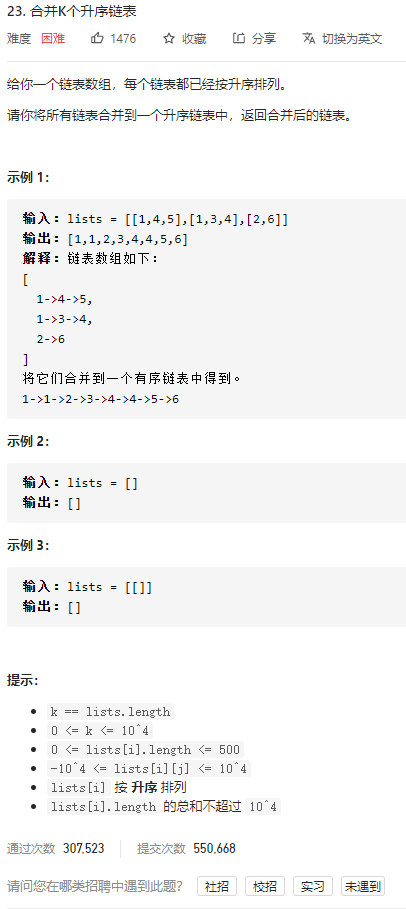 23. 合并K个升序链表
难度 困难 1476 收藏 分享 切换为英文
给你一个链表数组，每个链表都已经按升序排列。
请你将所有链表合并到一个升序链表中，返回合并后的链表。
示例 1：
输入：lists = [[1,4,5],[1,3,4],[2,6]]
输出：[1,1,2,3,4,4,5,6]
解释：链表数组如下：
[
  1->4->5,
  1->3->4,
  2->6
]
将它们合并到一个有序链表中得到。
1->1->2->3->4->4->5->6
示例 2：
输入：lists = []
输出：[]
示例 3：
输入：lists = [[]]
输出：[]
提示：
k == lists.length
0 <= k <= 10^4
0 <= lists[i].length <= 500
-10^4 <= lists[i][j] <= 10^4
lists[i] 按 升序 排列
lists[i].length 的总和不超过 10^4
通过次数 307,523 提交次数 550,668
请问您在哪类招聘中遇到此题？ 社招 校招 实习 未遇到